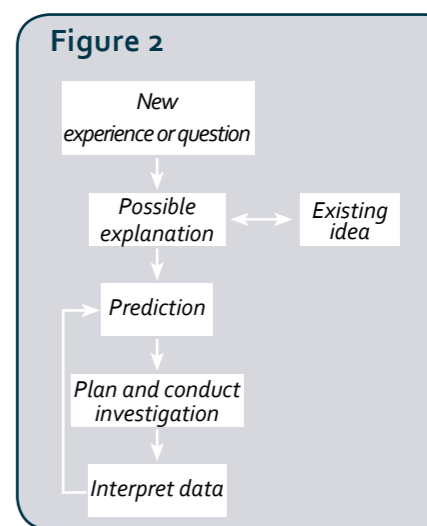 Figure 2
New
experience or question
Possible
explanation
Existing
idea
Prediction
Plan and conduct
investigation
Interpret data